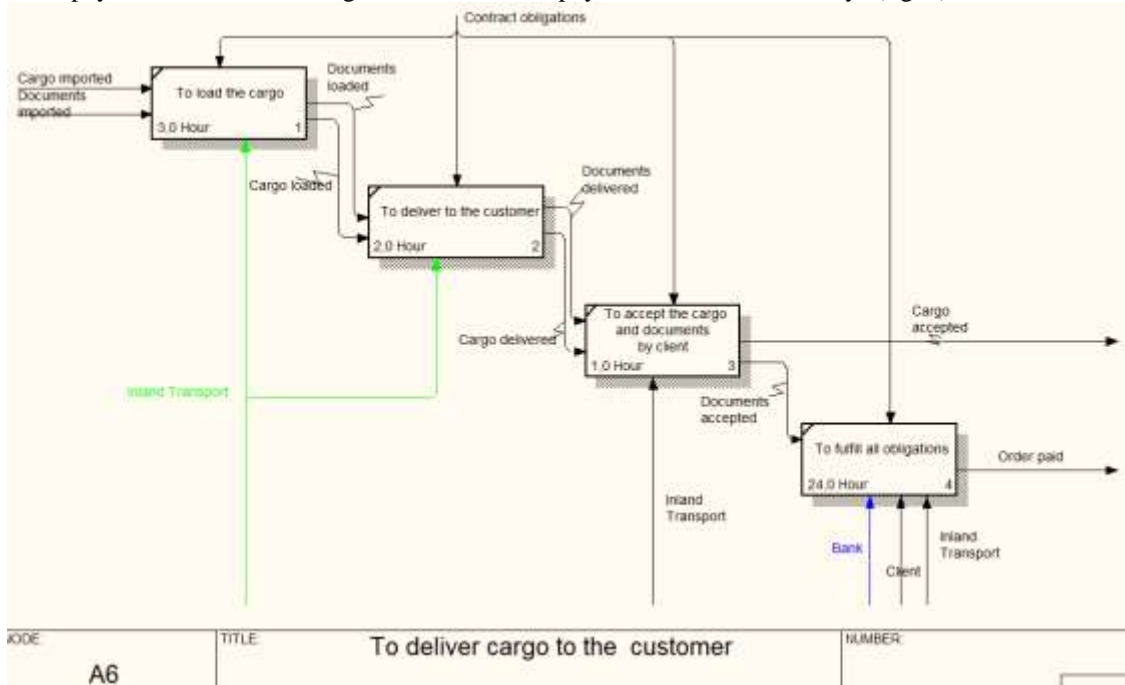 Contract obligations
Cargo imported
Documents
imported
To load the cargo
3,0 Hour
1
Documents
loaded
Cargo loaded
To deliver to the customer
2,0 Hour
2
Documents
delivered
Cargo delivered
To accept the cargo
and documents
by client
1,0 Hour
3
Cargo
accepted
Documents
accepted
To fulfill all obligations
24,0 Hour
4
Order paid
Inland Transport
Inland
Transport
Bank
Client
Inland
Transport
NODE:
A6
TITLE:
To deliver cargo to the customer
NUMBER: